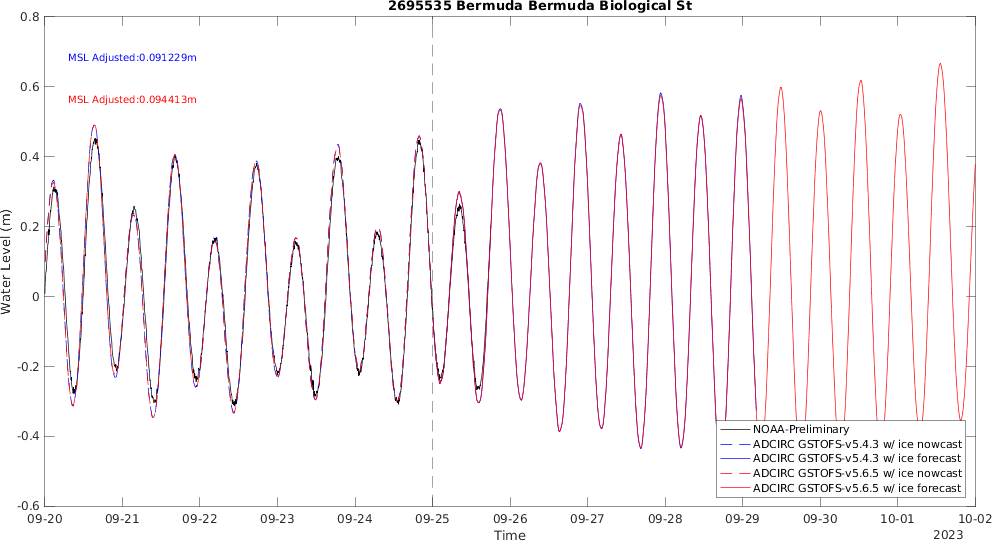 2695535 Bermuda Bermuda Biological St
0.8
MSL Adjusted:0.091229m
0.6
MSL Adjusted:0.094413m
0.4
0.2
Water Level (m)
0
-0.2
-0.4
NOAA-Preliminary
ADCIRC GSTOFS-v5.4.3 w/ ice nowcast
ADCIRC GSTOFS-v5.4.3 w/ ice forecast
ADCIRC GSTOFS-v5.6.5 w/ ice nowcast
ADCIRC GSTOFS-v5.6.5 w/ ice forecast
-0.6
09-20 09-21 09-22 09-23 09-24 09-25 09-26 09-27 09-28 09-29 09-30 10-01 10-02
Time
2023